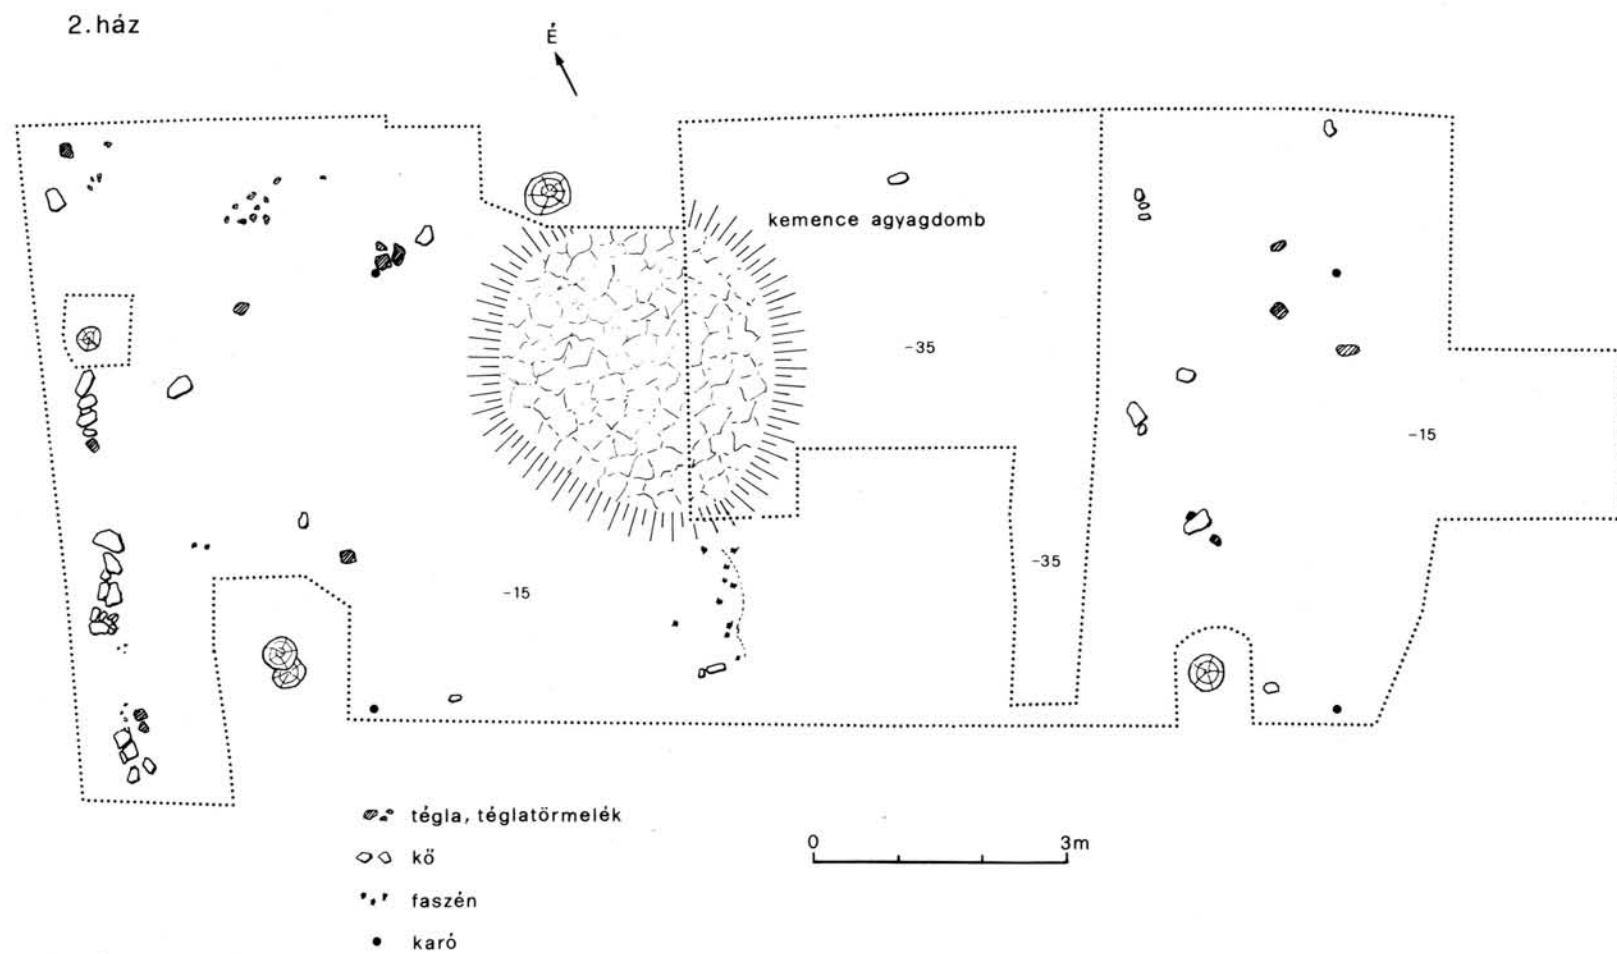 2.ház
É
kemence agyagdomb
-35
-15
-35
-15
tégla, téglatörmelék
kő
faszén
karó
0 3m